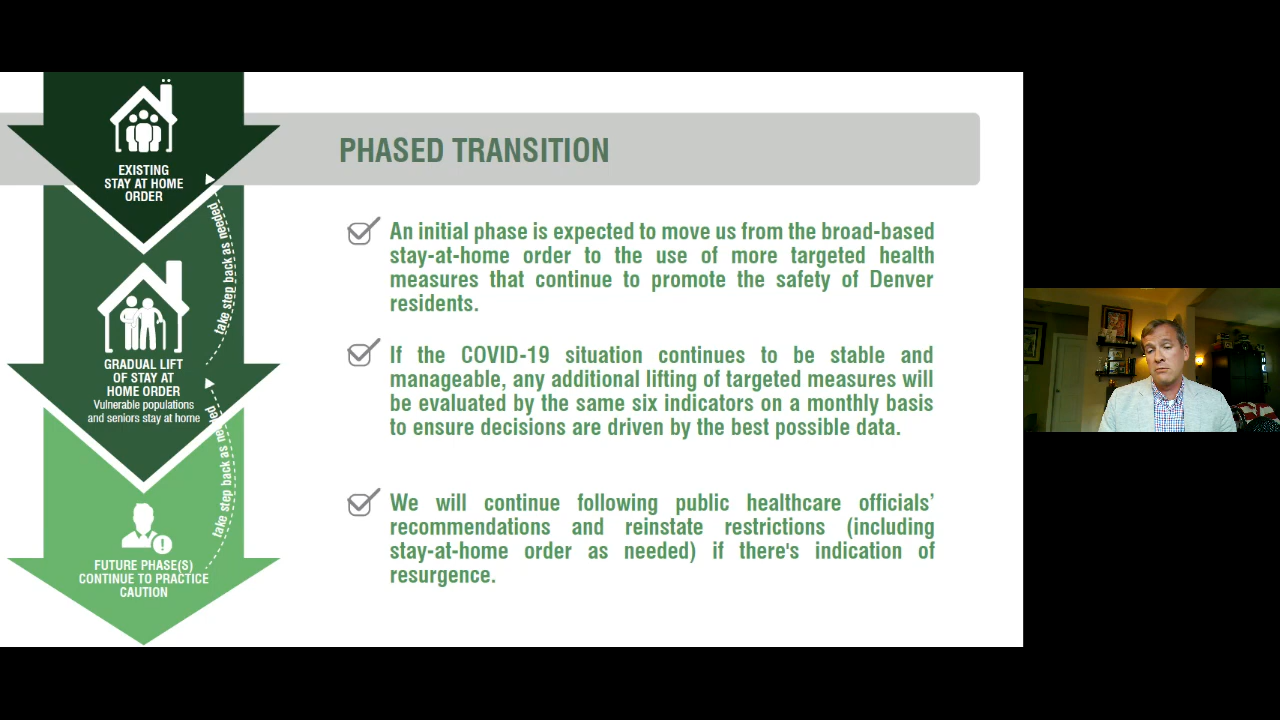 EXISTING
STAY AT HOME
ORDER
take step back as needed
GRADUAL LIFT
OF STAY AT
HOME ORDER
Vulnerable populations
and seniors stay at home
take step back as
FUTURE PHASE(S)
CONTINUE TO PRACTICE
CAUTION
PHASED TRANSITION
An initial phase is expected to move us from the broad-based
stay-at-home order to the use of more targeted health
measures that continue to promote the safety of Denver
residents.
If the COVID-19 situation continues to be stable and
manageable, any additional lifting of targeted measures will
be evaluated by the same six indicators on a monthly basis
to ensure decisions are driven by the best possible data.
We will continue following public healthcare officials’
recommendations and reinstate restrictions (including
stay-at-home order as needed) if there's indication of
resurgence.